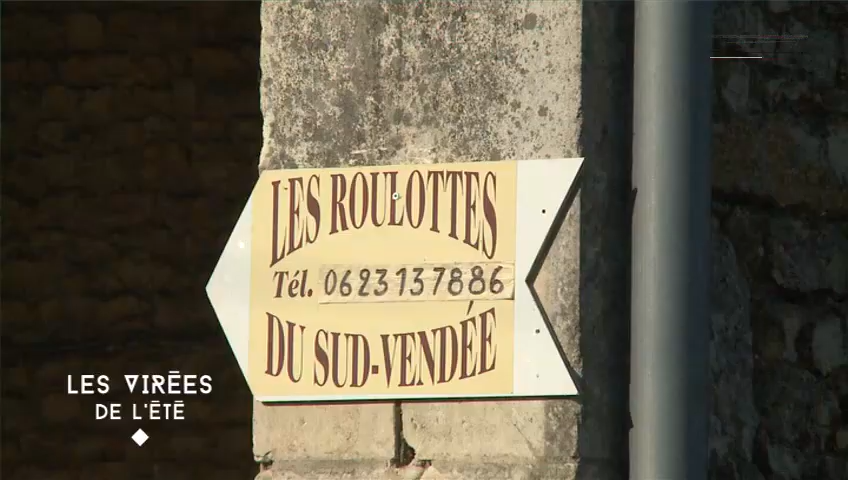 LES ROULOTTES
Tél. 0623137886
DU SUD-VENDÉE
LES VIRÉES
DE L'ÉTÉ